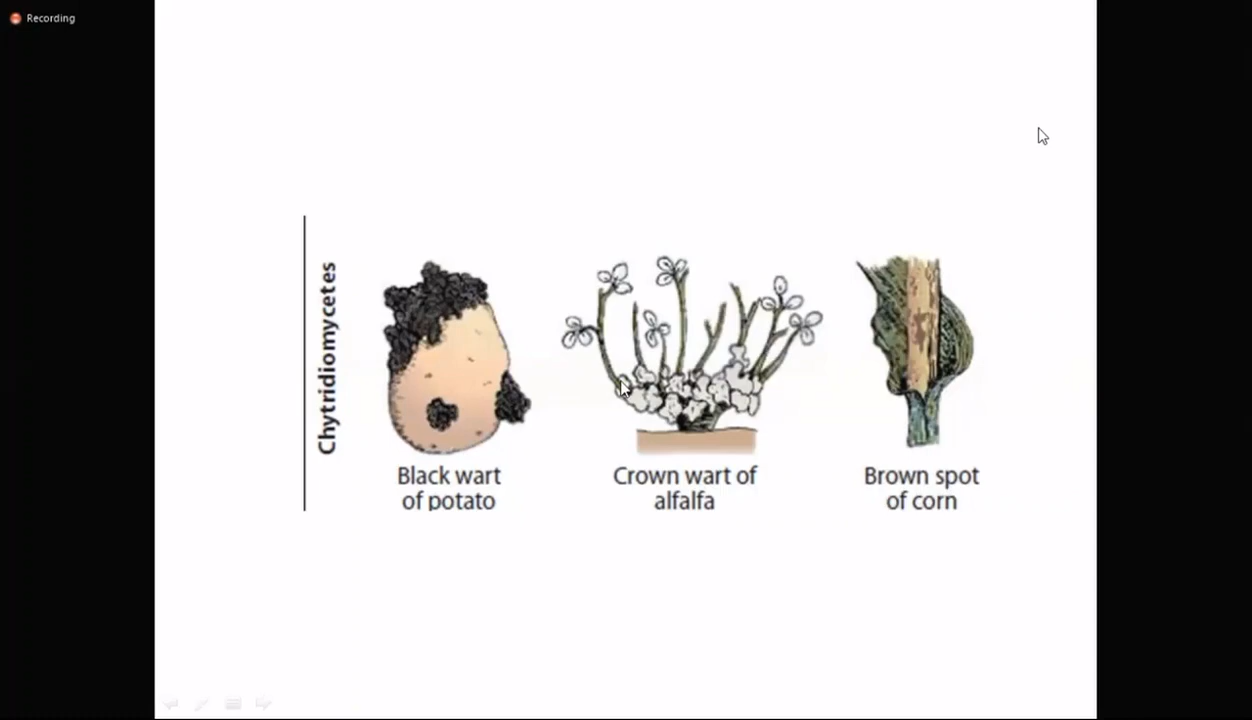 Recording
Chytridiomycetes
Black wart
of potato
Crown wart of
alfalfa
Brown spot
of corn